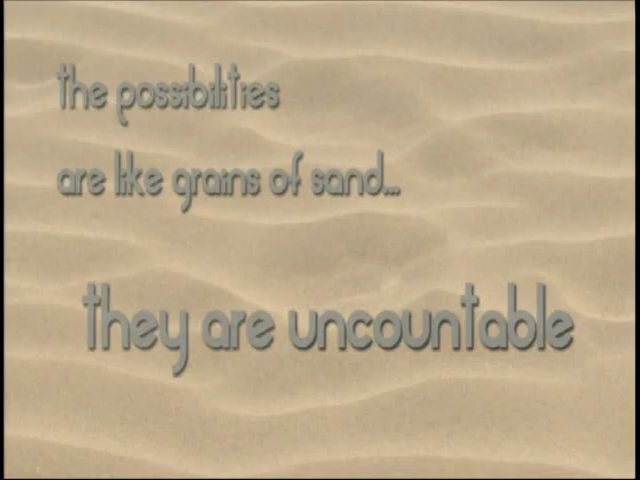 the possibilities
are like grains of sand...
they are uncountable